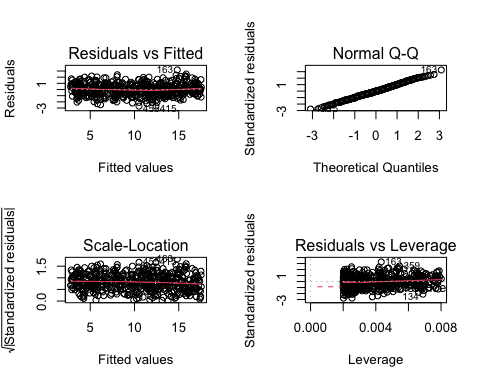 Residuals vs Fitted
Residuals
-3
1
163
415
5
10
15
Fitted values
Normal Q-Q
Standardized residuals
-3
1
163
-3
-1
0
1
2
3
Theoretical Quantiles
Scale-Location
√|Standardized residuals|
0.0
1.5
5
10
15
Fitted values
Residuals vs Leverage
Standardized residuals
-3
1
163
359
134
0.000
0.004
0.008
Leverage